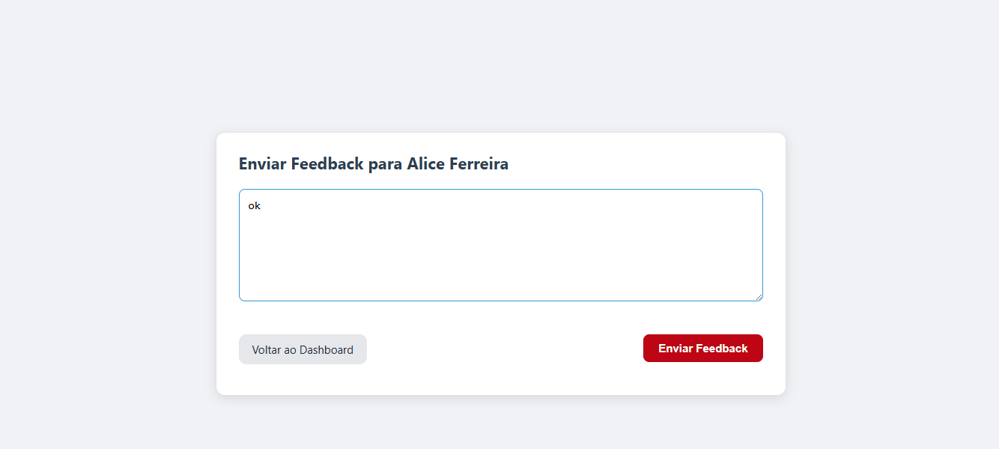 Enviar Feedback para Alice Ferreira
ok
Voltar ao Dashboard
Enviar Feedback